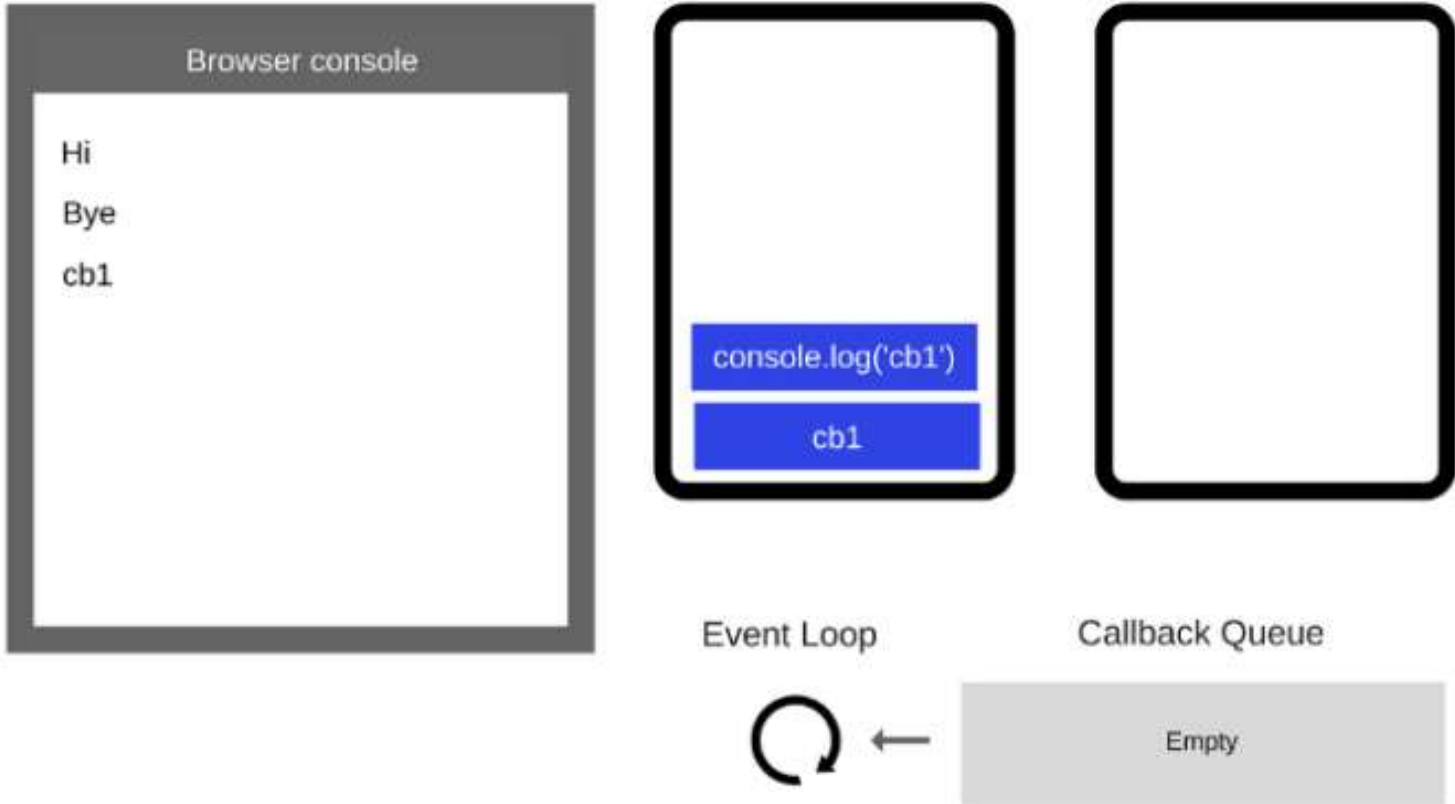 Browser console
Hi
Bye
cb1
console.log('cb1')
cb1
Event Loop
Callback Queue
Empty